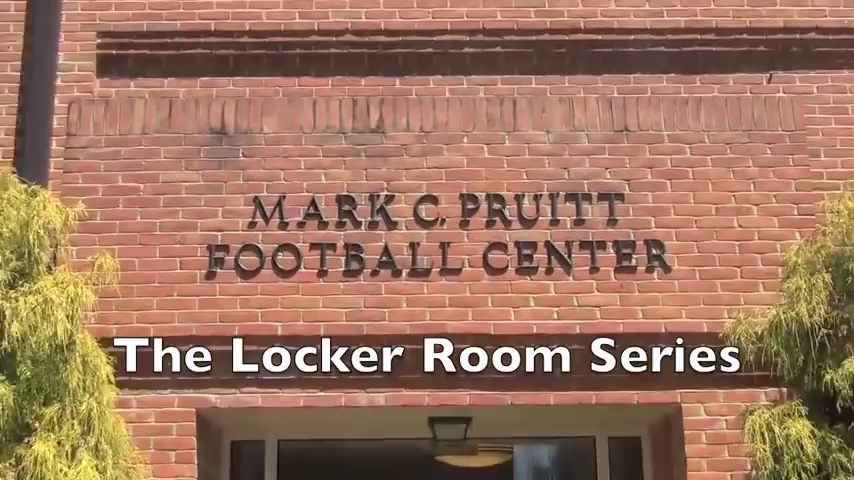 MARK C. PRUITT
FOOTBALL CENTER
The Locker Room Series